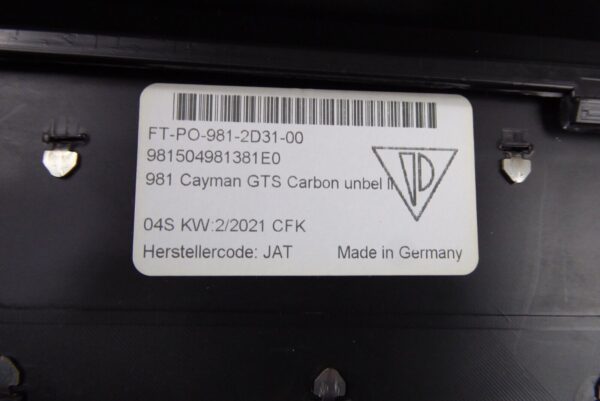 FT-PO-981-2D31-00
981504981381E0
981 Cayman GTS Carbon unbel
04S KW:2/2021 CFK
Herstellercode: JAT Made in Germany